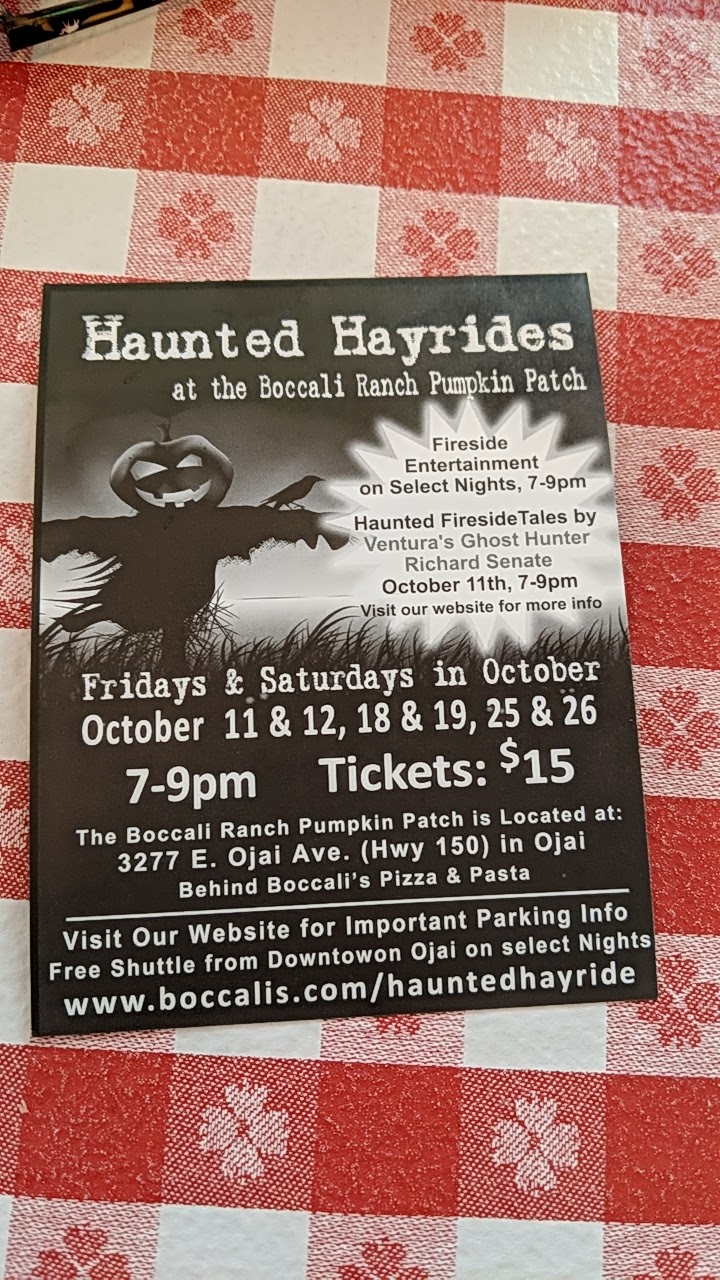 Haunted Hayrides
at the Boccali Ranch Pumpkin Patch
Fireside
Entertainment
on Select Nights, 7-9pm
Haunted FiresideTales by
Ventura's Ghost Hunter
Richard Senate
October 11th, 7-9pm
Visit our website for more info
Fridays & Saturdays in October
October 11 & 12, 18 & 19, 25 & 26
7-9pm Tickets: $15
The Boccali Ranch Pumpkin Patch is Located at:
3277 E. Ojai Ave. (Hwy 150) in Ojai
Behind Boccali's Pizza & Pasta
Visit Our Website for Important Parking Info
Free Shuttle from Downtowon Ojai on select Nights
www.boccalis.com/hauntedhayride